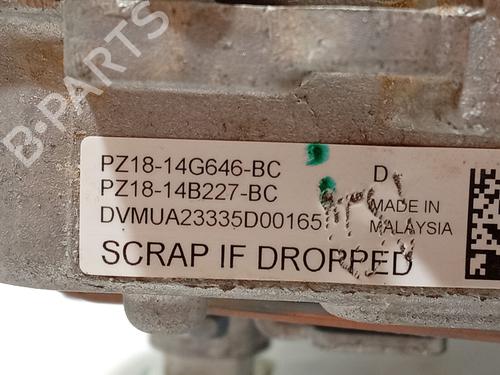 B-PARTS
PZ18-14G646-BC
D
PZ18-14B227-BC
MADE IN
DVMUA23335D00165
MALAYSIA
SCRAP IF DROPPED